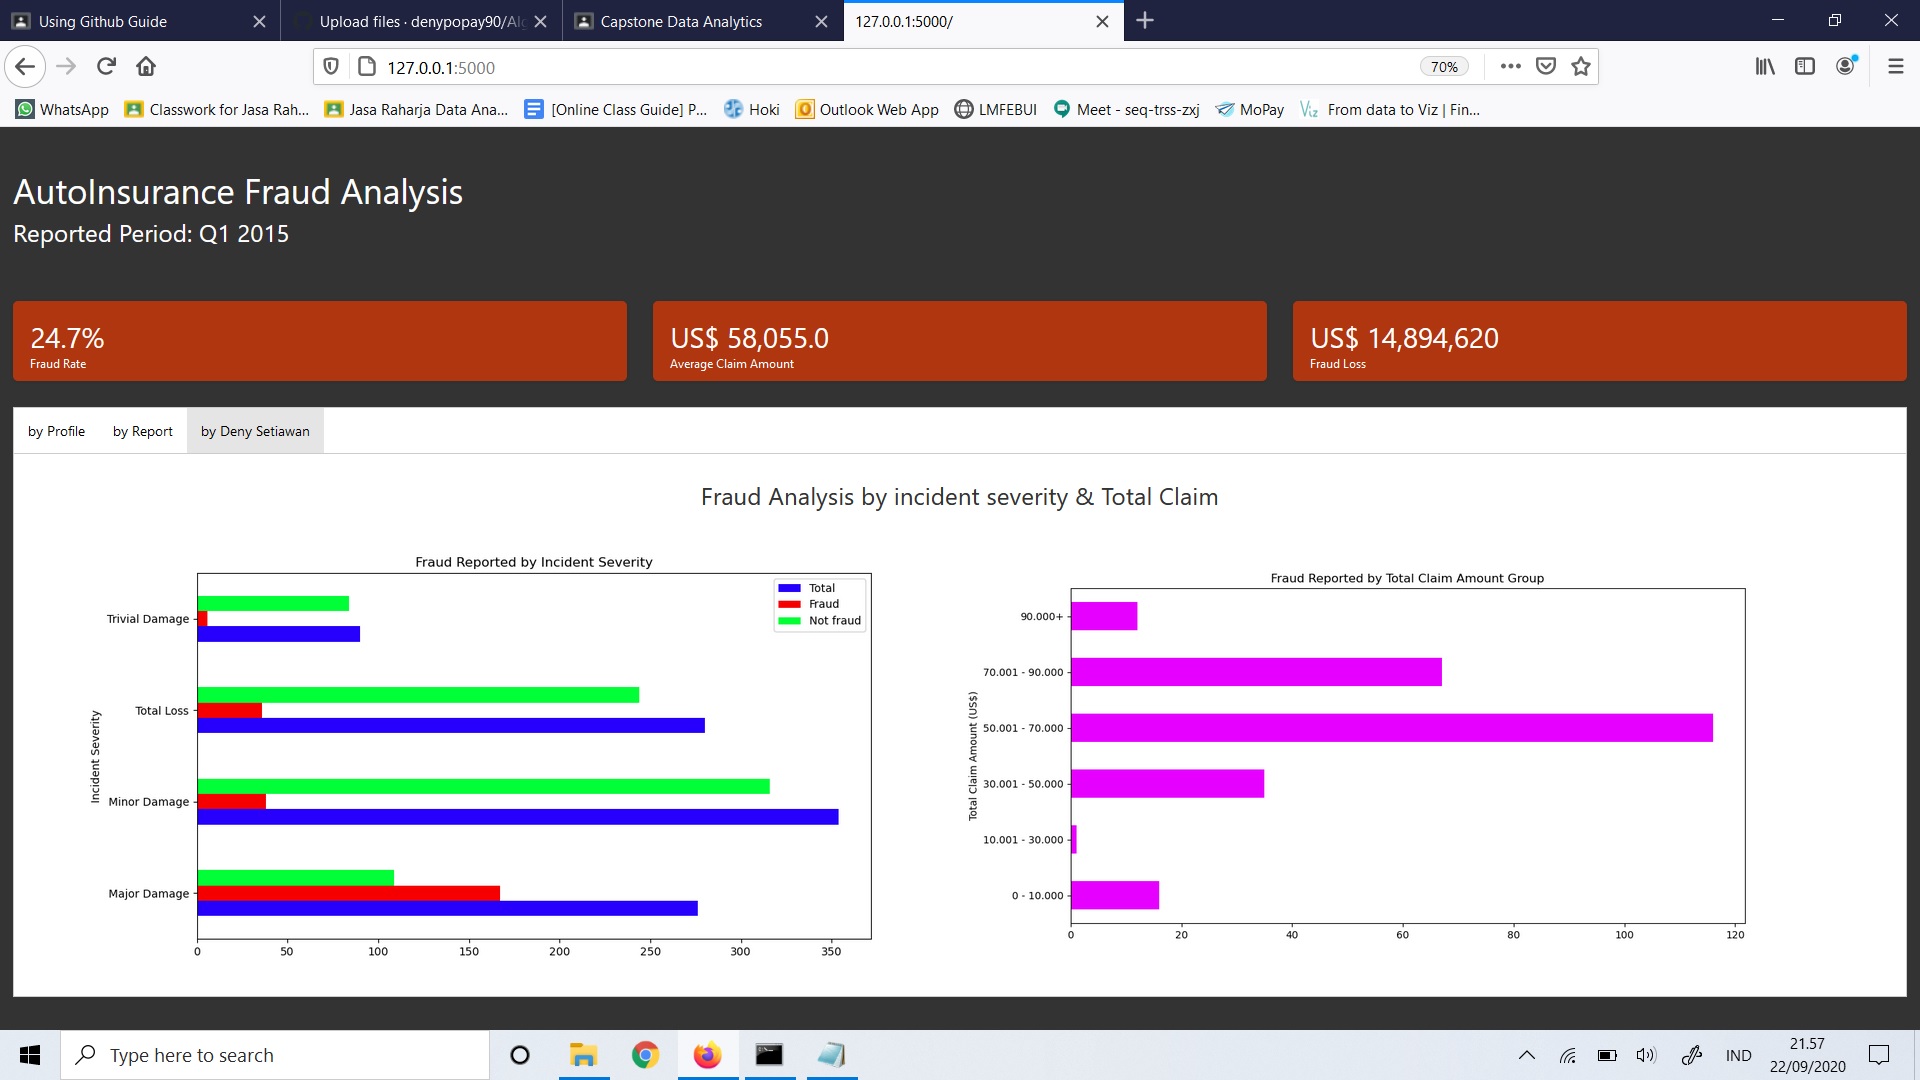 Using Github Guide
Upload files · denypopay90/Alg
Capstone Data Analytics
127.0.0.1:5000/
127.0.0.1:5000
70%
WhatsApp
Classwork for Jasa Rah...
Jasa Raharja Data Ana...
[Online Class Guide] P...
Hoki
Outlook Web App
LMFEBUI
Meet - seq-trss-zxj
MoPay
Viz
From data to Viz | Fin...
AutoInsurance Fraud Analysis
Reported Period: Q1 2015
24.7%
Fraud Rate
US$ 58,055.0
Average Claim Amount
US$ 14,894,620
Fraud Loss
by Profile
by Report
by Deny Setiawan
Fraud Analysis by incident severity & Total Claim
Fraud Reported by Incident Severity
Total
Fraud
Not fraud
Incident Severity
Trivial Damage
Total Loss
Minor Damage
Major Damage
0 50 100 150 200 250 300 350
Fraud Reported by Total Claim Amount Group
Total Claim Amount (US$)
90.000+
70.001 - 90.000
50.001 - 70.000
30.001 - 50.000
10.001 - 30.000
0 - 10.000
0 20 40 60 80 100 120
Type here to search
IND
21.57
22/09/2020